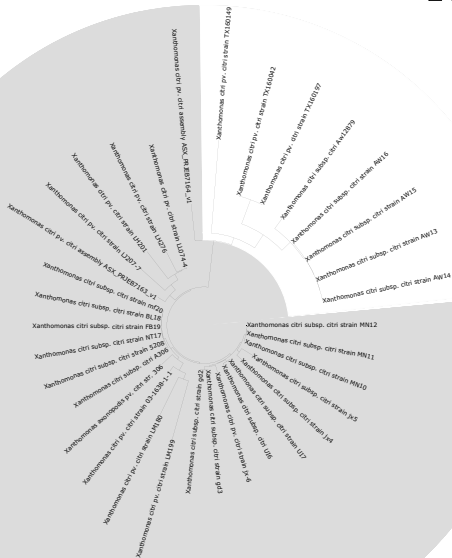 Xanthomonas citri pv. citri strain TX160149
Xanthomonas citri pv. citri strain TX160042
Xanthomonas citri pv. citri strain TX160197
Xanthomonas citri subsp. citri AW12879
Xanthomonas citri subsp. citri strain AW16
Xanthomonas citri subsp. citri strain AW15
Xanthomonas citri subsp. citri strain AW13
Xanthomonas citri subsp. citri strain AW14
Xanthomonas citri subsp. citri strain MN12
Xanthomonas citri subsp. citri strain MN11
Xanthomonas citri subsp. citri strain MN10
Xanthomonas citri subsp. citri strain jx5
Xanthomonas citri subsp. citri strain jx4
Xanthomonas citri subsp. citri strain UI7
Xanthomonas citri subsp. citri UI6
Xanthomonas citri pv. citri strain jx-6
Xanthomonas citri subsp. citri strain gd3
Xanthomonas citri subsp. citri strain gd2
Xanthomonas citri pv. citri strain LM199
Xanthomonas citri pv. citri strain LM180
Xanthomonas citri pv. citri strain 03-1638-1-1
Xanthomonas axonopodis pv. citri str. 306
Xanthomonas citri subsp. citri A306
Xanthomonas citri subsp. citri strain 5208
Xanthomonas citri subsp. citri strain NT17
Xanthomonas citri subsp. citri strain FB19
Xanthomonas citri subsp. citri strain BL18
Xanthomonas citri subsp. citri strain mf20
Xanthomonas citri pv. citri assembly ASX_PRJEB7163_v1
Xanthomonas citri pv. citri strain LJ207-7
Xanthomonas citri pv. citri strain LH201
Xanthomonas citri pv. citri strain LH276
Xanthomonas citri pv. citri strain LL074-4
Xanthomonas citri pv. citri assembly ASX_PRJEB7164_v1